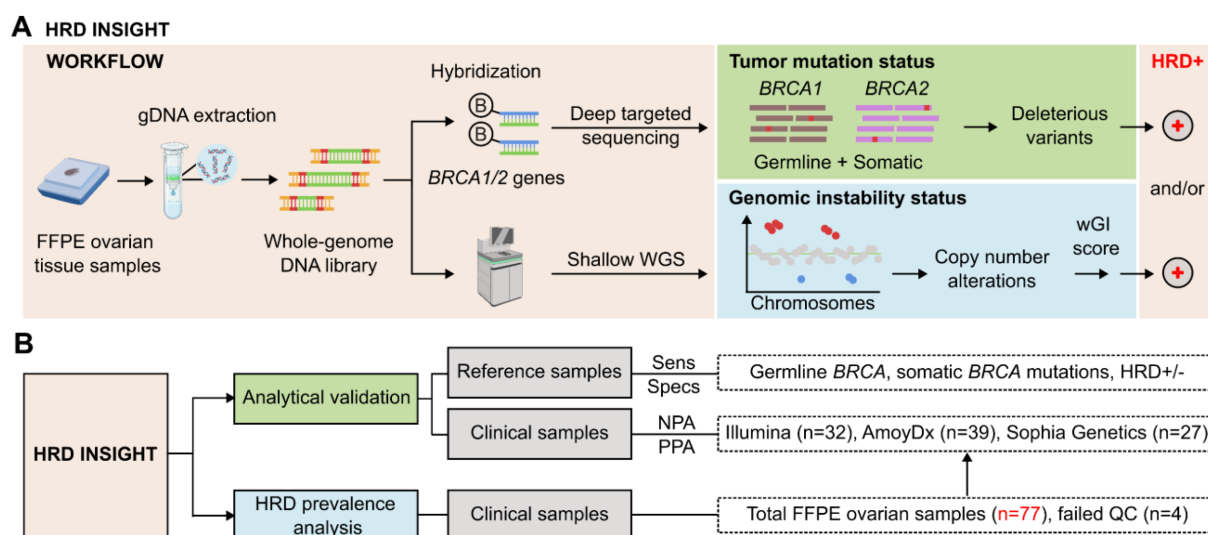 A HRD INSIGHT
WORKFLOW
gDNA extraction
FFPE ovarian
tissue samples
Whole-genome
DNA library
Hybridization
B
B
BRCA1/2 genes
Deep targeted
sequencing
Shallow WGS
Tumor mutation status
BRCA1 BRCA2
Germline + Somatic
Deleterious
variants
Genomic instability status
Chromosomes
Copy number
alterations
wGI
score
HRD+
+
and/or
+
B
HRD INSIGHT
Analytical validation
Reference samples
Sens
Specs
Germline BRCA, somatic BRCA mutations, HRD+/-
Clinical samples
NPA
PPA
Illumina (n=32), AmoyDx (n=39), Sophia Genetics (n=27)
HRD prevalence
analysis
Clinical samples
Total FFPE ovarian samples (n=77), failed QC (n=4)